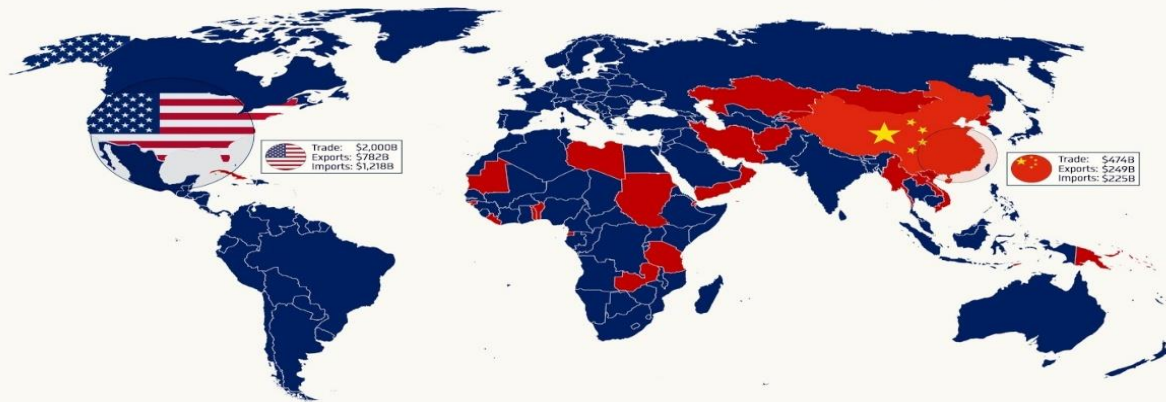 Trade: $2,000B
Exports: $782B
Imports: $1,218B
Trade: $474B
Exports: $249B
Imports: $225B